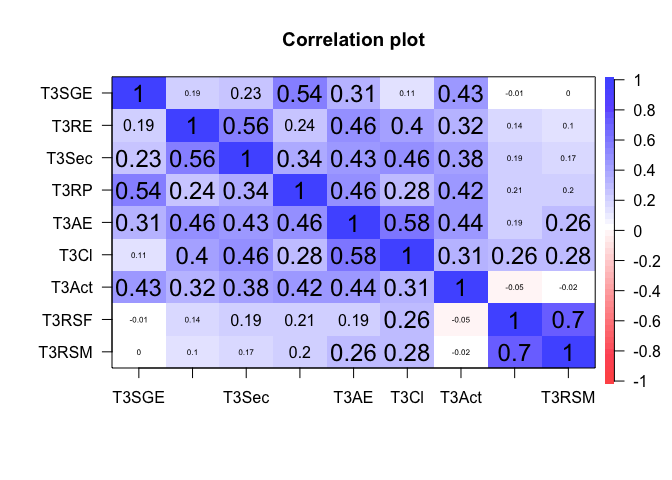 Correlation plot
T3SGE 1 0.19 0.23 0.54 0.31 0.11 0.43 -0.01 0 1
T3RE 0.19 1 0.56 0.24 0.46 0.4 0.32 0.14 0.1 0.8
T3Sec 0.23 0.56 1 0.34 0.43 0.46 0.38 0.19 0.17 0.6
0.4
T3RP 0.54 0.24 0.34 1 0.46 0.28 0.42 0.21 0.2 0.2
T3AE 0.31 0.46 0.43 0.46 1 0.58 0.44 0.19 0.26 0
T3Cl 0.11 0.4 0.46 0.28 0.58 1 0.31 0.26 0.28 -0.2
T3Act 0.43 0.32 0.38 0.42 0.44 0.31 1 -0.05 -0.02 -0.4
-0.6
T3RSF -0.01 0.14 0.19 0.21 0.19 0.26 -0.05 1 0.7
T3RSM 0 0.1 0.17 0.2 0.26 0.28 -0.02 0.7 1 -0.8
-1
T3SGE T3Sec T3AE T3Cl T3Act T3RSM